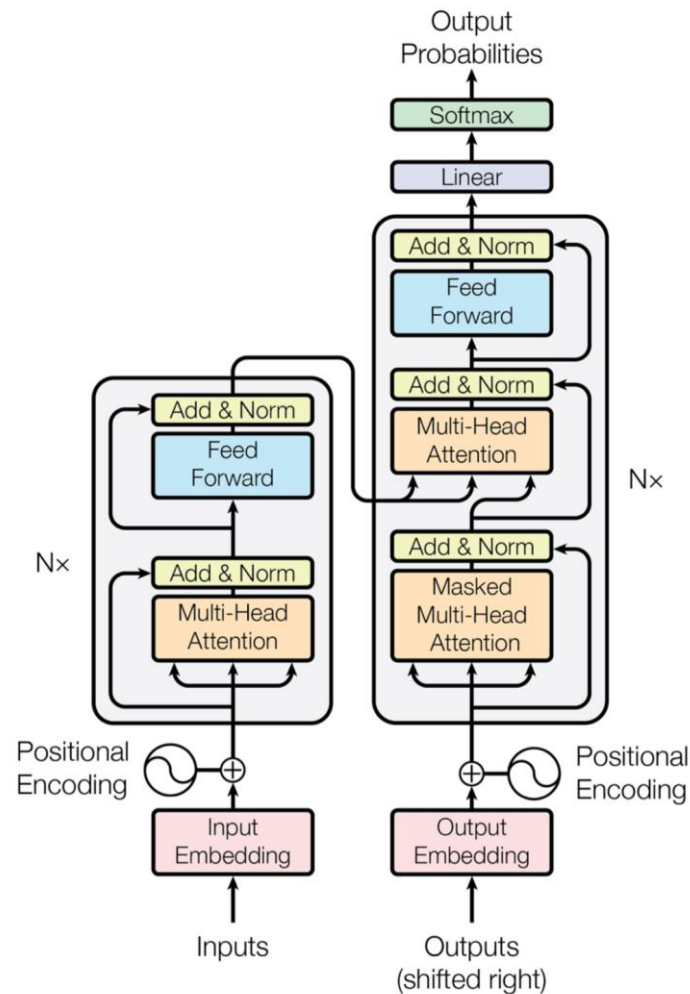 Output
Probabilities
Softmax
Linear
Add & Norm
Feed
Forward
Add & Norm
Multi-Head
Attention
Add & Norm
Masked
Multi-Head
Attention
N×
Add & Norm
Feed
Forward
Add & Norm
Multi-Head
Attention
N×
Positional
Encoding
Positional
Encoding
Input
Embedding
Output
Embedding
Inputs
Outputs
(shifted right)